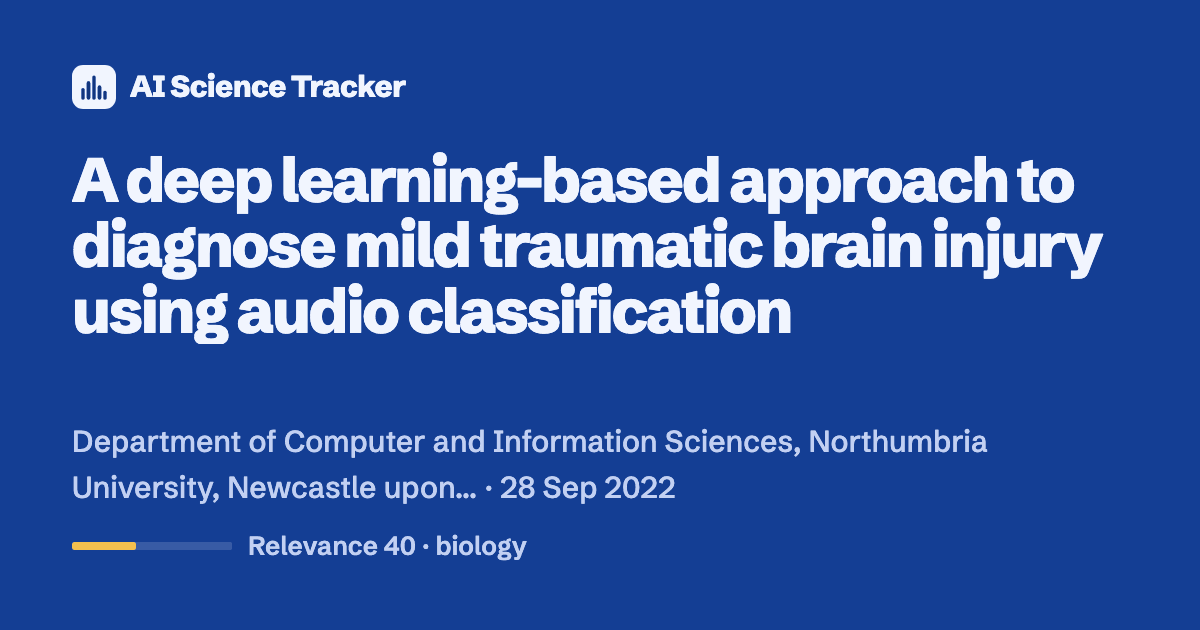 AI Science Tracker
A deep learning-based approach to
diagnose mild traumatic brain injury
using audio classification
Department of Computer and Information Sciences, Northumbria
University, Newcastle upon... · 28 Sep 2022
Relevance 40 · biology